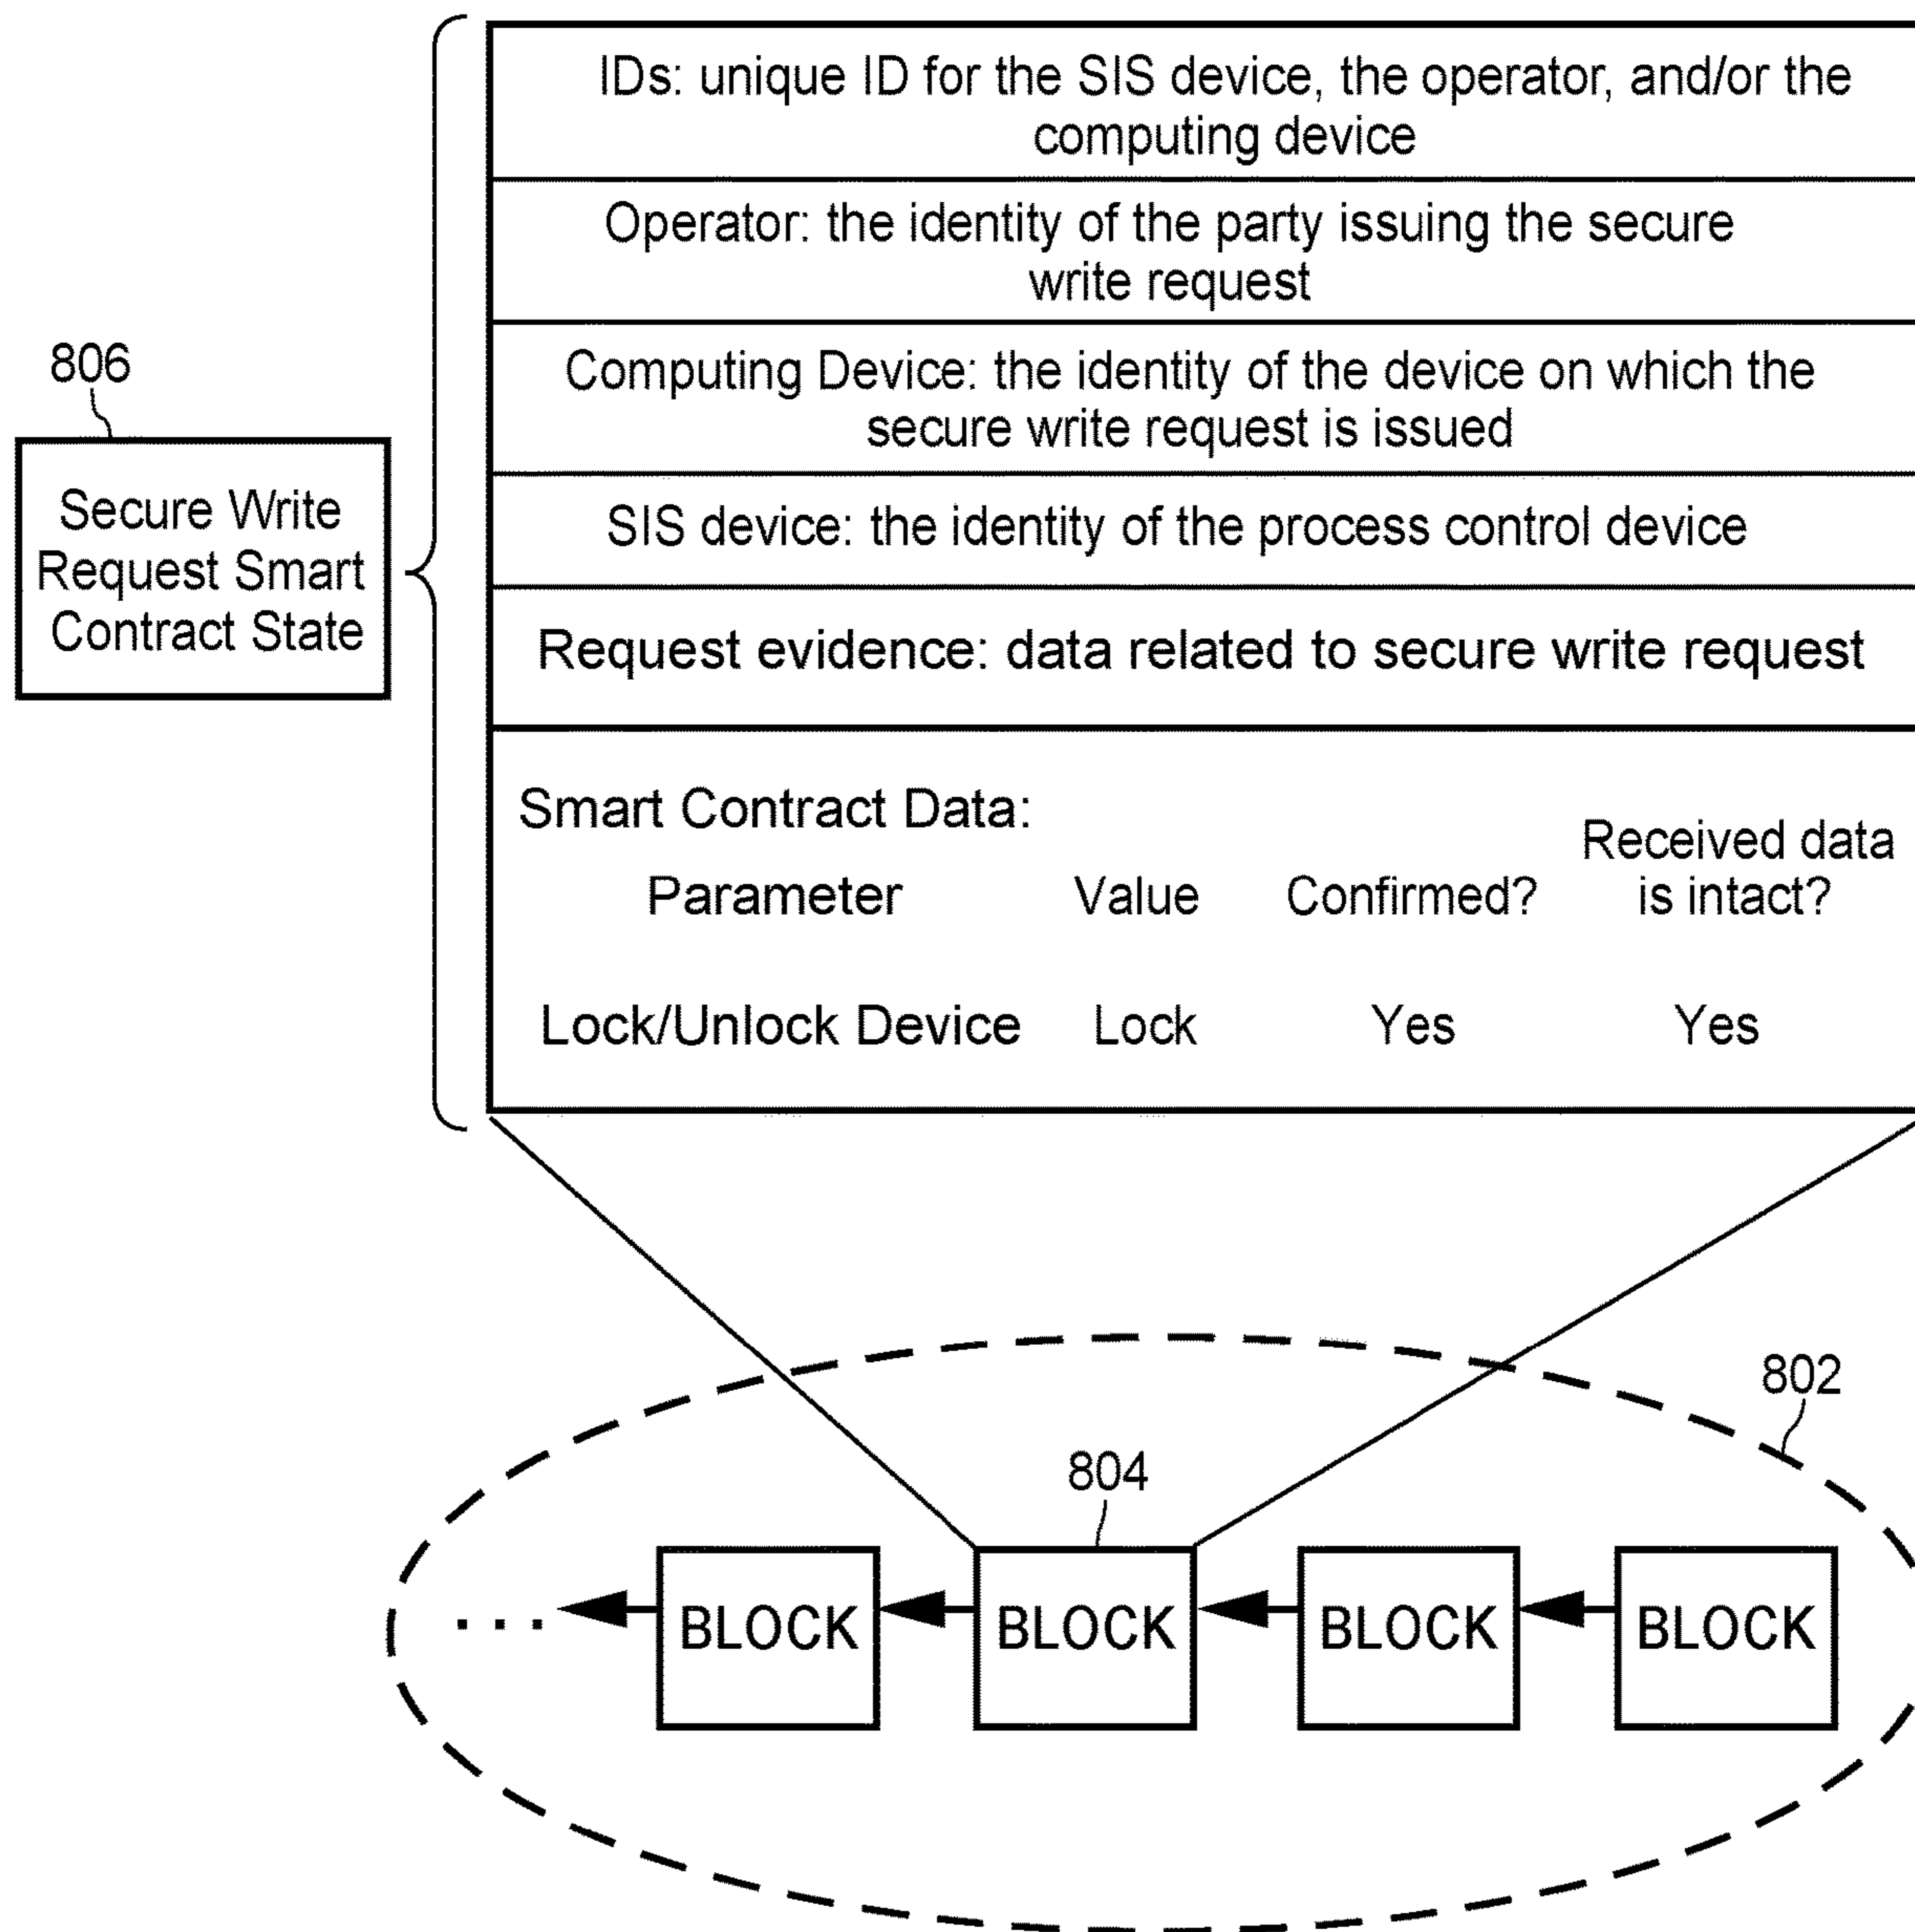 IDs: unique ID for the SIS device, the operator, and/or the
computing device
Operator: the identity of the party issuing the secure
write request
Computing Device: the identity of the device on which the
secure write request is issued
SIS device: the identity of the process control device
Request evidence: data related to secure write request
806
Secure Write
Request Smart
Contract State
Smart Contract Data:
Received data
Parameter Value Confirmed? is intact?
Lock/Unlock Device Lock Yes Yes
802
804
... BLOCK BLOCK BLOCK BLOCK